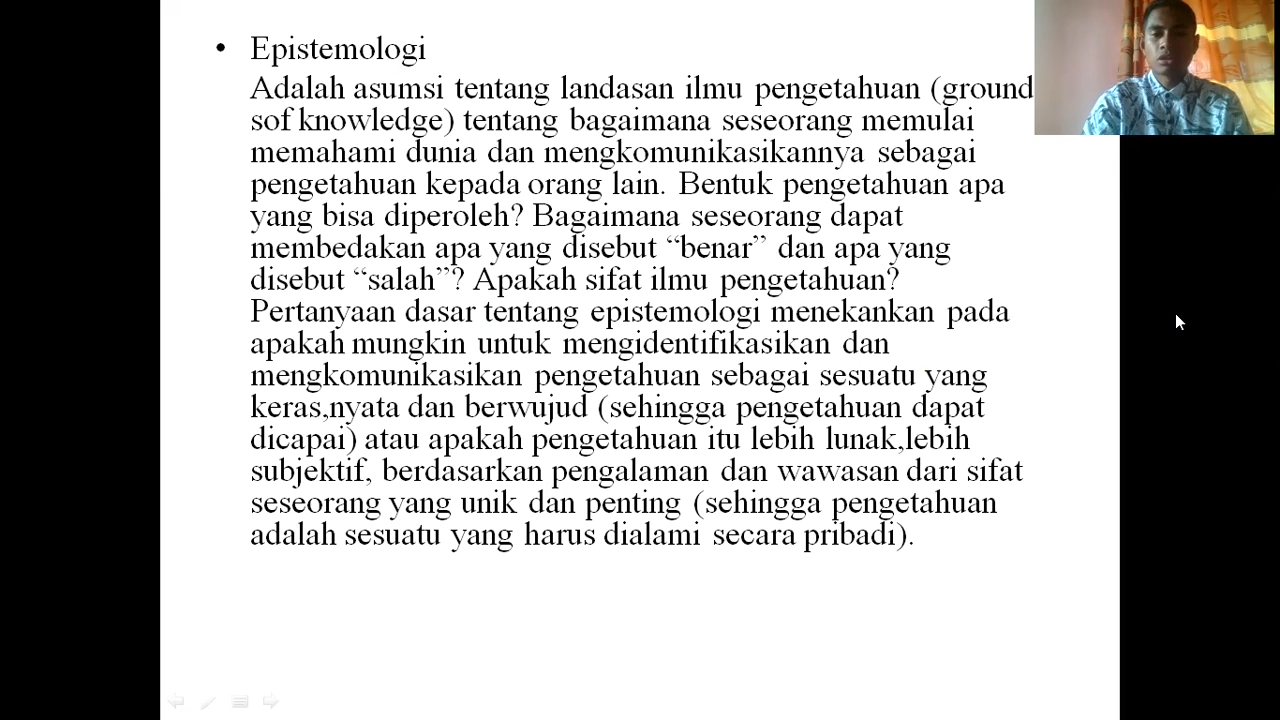 • Epistemologi
Adalah asumsi tentang landasan ilmu pengetahuan (ground
sof knowledge) tentang bagaimana seseorang memulai
memahami dunia dan mengkomunikasikannya sebagai
pengetahuan kepada orang lain. Bentuk pengetahuan apa
yang bisa diperoleh? Bagaimana seseorang dapat
membedakan apa yang disebut “benar” dan apa yang
disebut “salah”? Apakah sifat ilmu pengetahuan?
Pertanyaan dasar tentang epistemologi menekankan pada
apakah mungkin untuk mengidentifikasikan dan
mengkomunikasikan pengetahuan sebagai sesuatu yang
keras,nyata dan berwujud (sehingga pengetahuan dapat
dicapai) atau apakah pengetahuan itu lebih lunak,lebih
subjektif, berdasarkan pengalaman dan wawasan dari sifat
seseorang yang unik dan penting (sehingga pengetahuan
adalah sesuatu yang harus dialami secara pribadi).